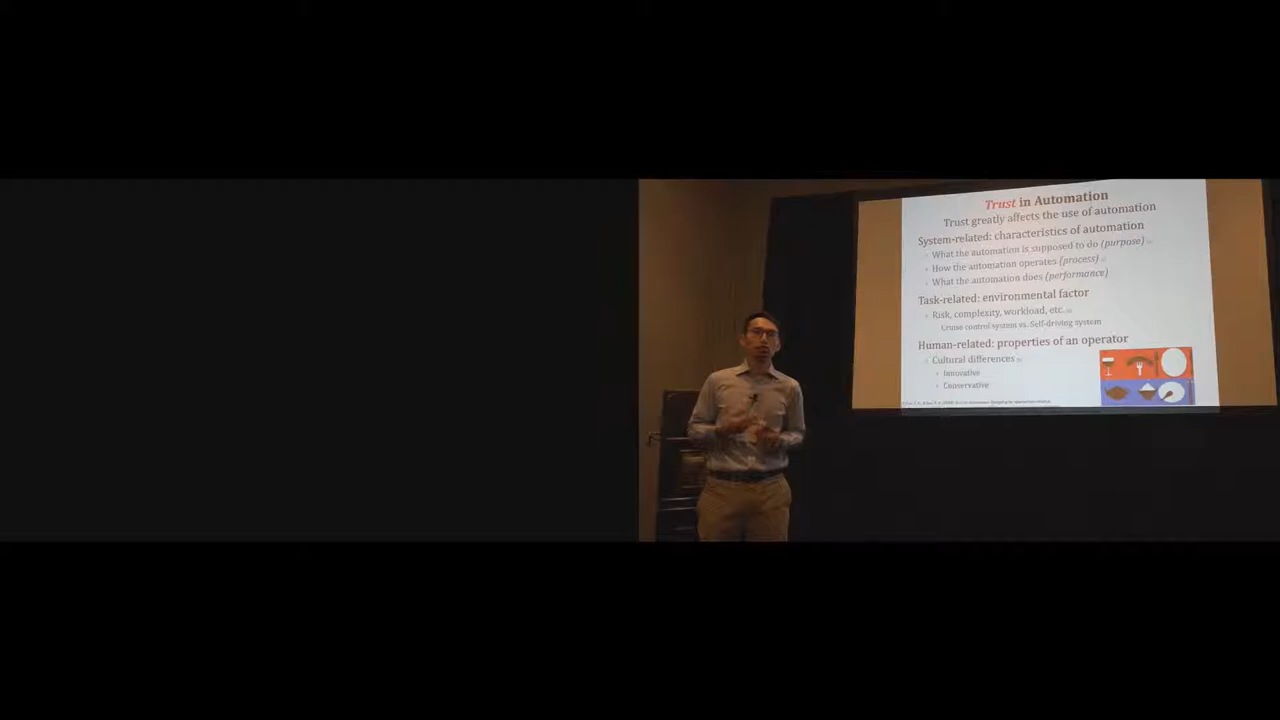 Trust in Automation
Trust greatly affects the use of automation
System-related: characteristics of automation
What the automation is supposed to do (purpose)
How the automation operates (process)
What the automation does (performance)
Task-related: environmental factor
Risk, complexity, workload, etc.
Cruise control system vs. Self-driving system
Human-related: properties of an operator
Cultural differences
Innovative
Conservative